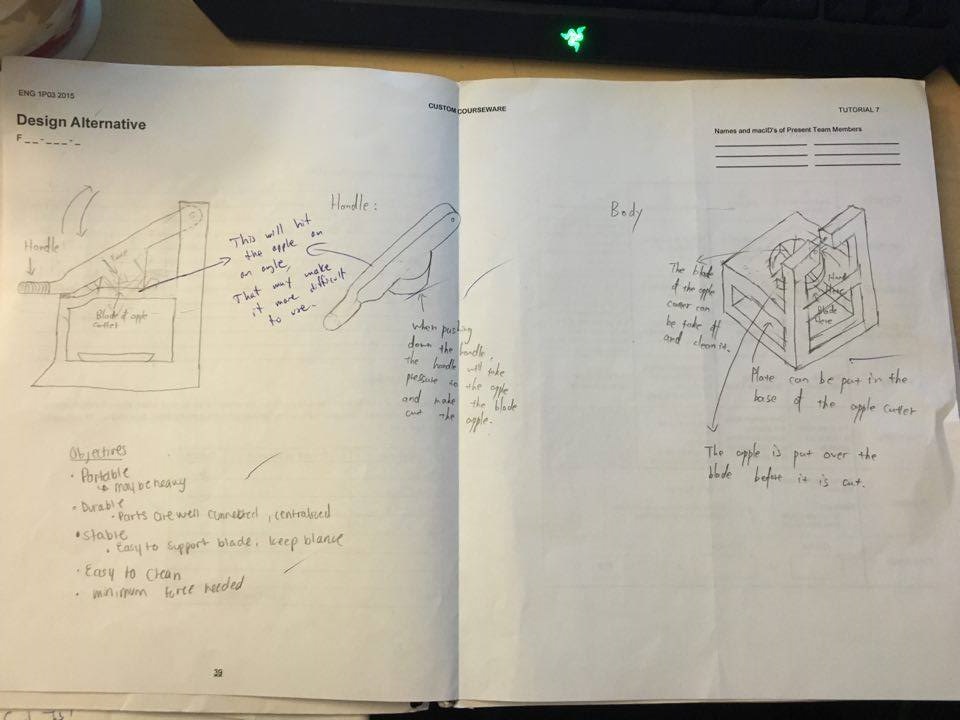 ENG 1P03 2015
CUSTOM COURSEWARE
TUTORIAL 7
Design Alternative
F _ _ - _ _ _ - _
Names and macID's of Present Team Members
Handle
Blade of apple
cutter
This will hit
the apple on
an angle,
That may make
it more difficult
to use..
Handle:
When pushing
down the handle,
The handle will take
pressure to the apple
and make the blade
cut the apple.
Body
The blade
of the apple
cutter can
be take off
and clean it.
Blade
Here
Plate can be put in the
base of the apple cutter
The apple is put over the
blade before it is cut.
Objectives
· Portable
↳ may be heavy
· Durable
· Parts are well connected, centralized
· Stable
· Easy to support blade, keep blance
· Easy to clean
· minimum force needed
39